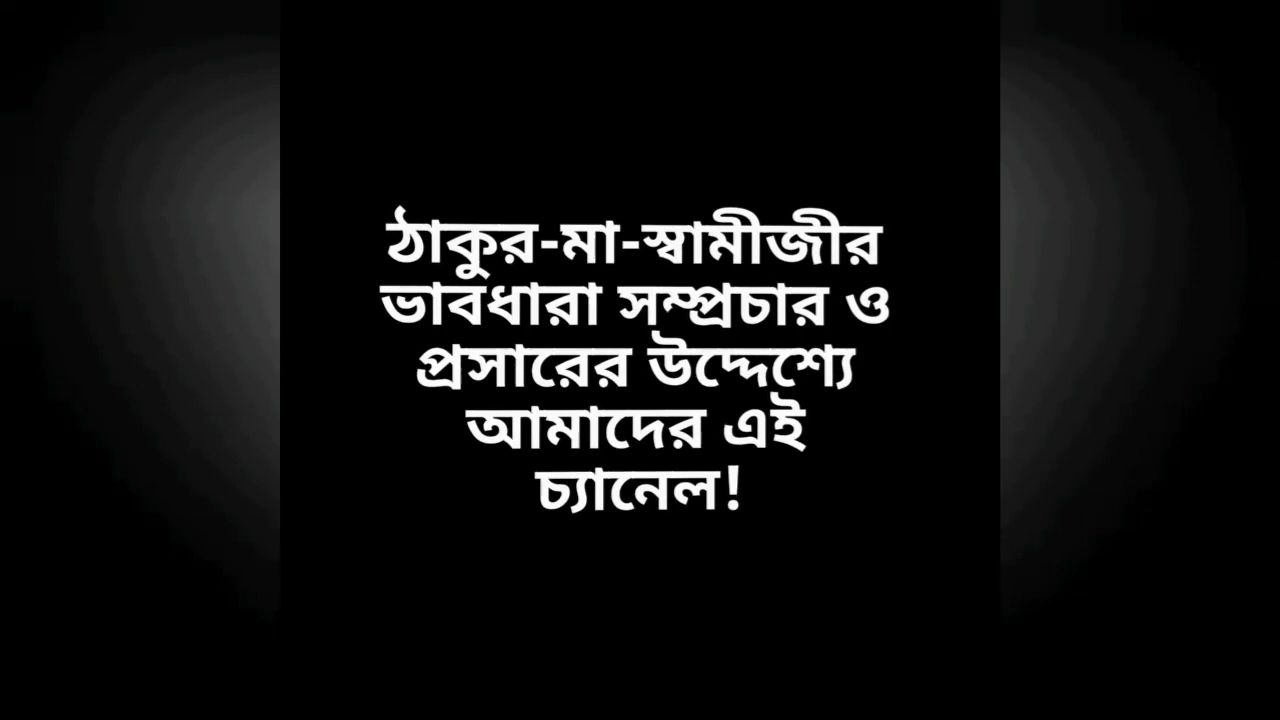 ঠাকুর-মা-স্বামীজীর
ভাবধারা সম্প্রচার ও
প্রসারের উদ্দেশ্যে
আমাদের এই
চ্যানেল!